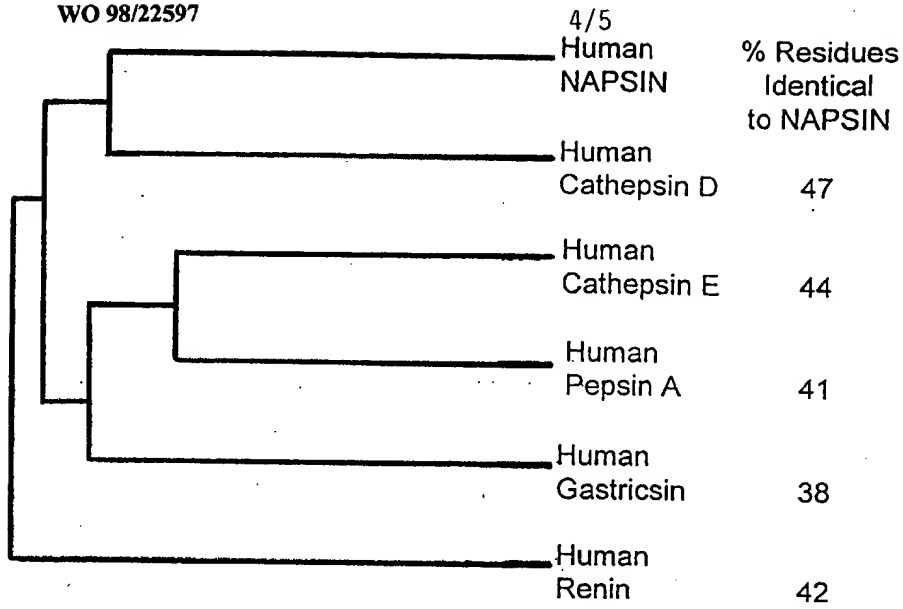 WO 98/22597
4/5
Human
NAPSIN
% Residues
Identical
to NAPSIN
Human
Cathepsin D
47
Human
Cathepsin E
44
Human
Pepsin A
41
Human
Gastricsin
38
Human
Renin
42